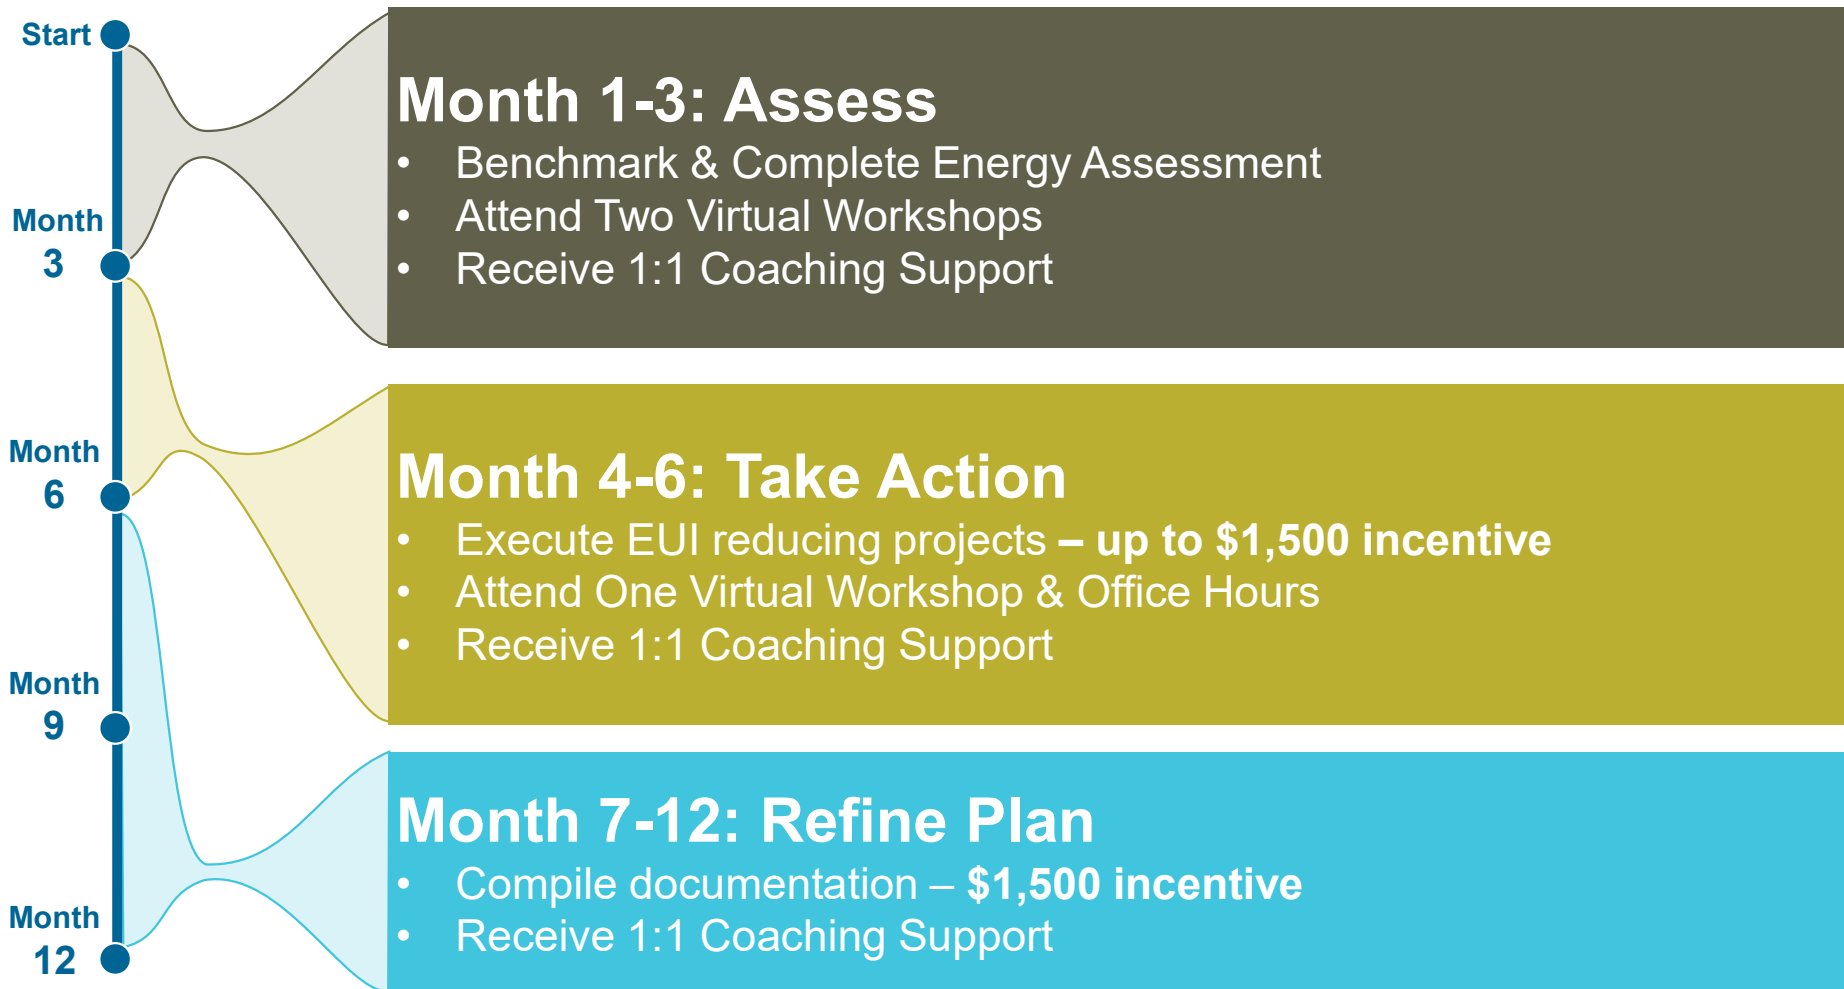 Start
Month 1-3: Assess
• Benchmark & Complete Energy Assessment
• Attend Two Virtual Workshops
• Receive 1:1 Coaching Support
Month
3
Month 4-6: Take Action
• Execute EUI reducing projects – up to $1,500 incentive
• Attend One Virtual Workshop & Office Hours
• Receive 1:1 Coaching Support
Month
6
Month
9
Month 7-12: Refine Plan
• Compile documentation – $1,500 incentive
• Receive 1:1 Coaching Support
Month
12